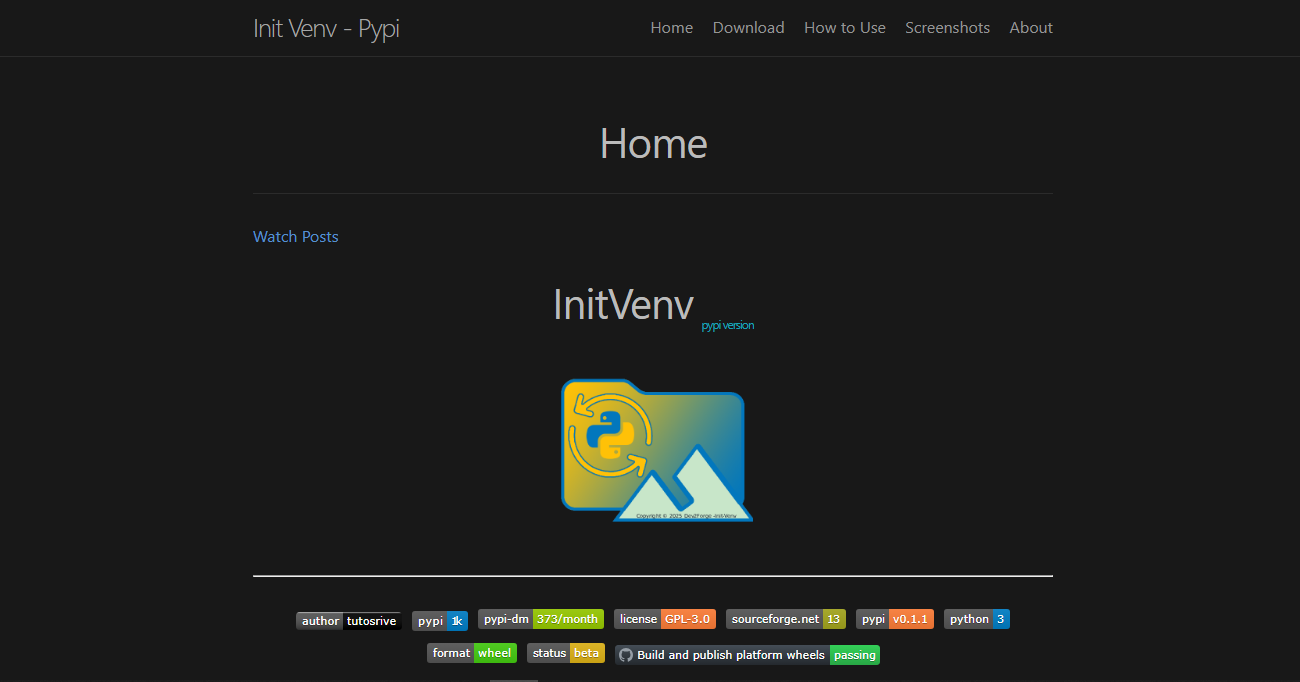 Init Venv - Pypi Home Download How to Use Screenshots About
Home
Watch Posts
InitVenv pypi version
Copyright © 2025 Dev2Forge -InitVenv
author tutosrive pypi 1k pypi-dm 373/month license GPL-3.0 sourceforge.net 13 pypi v0.1.1 python 3
format wheel status beta Build and publish platform wheels passing